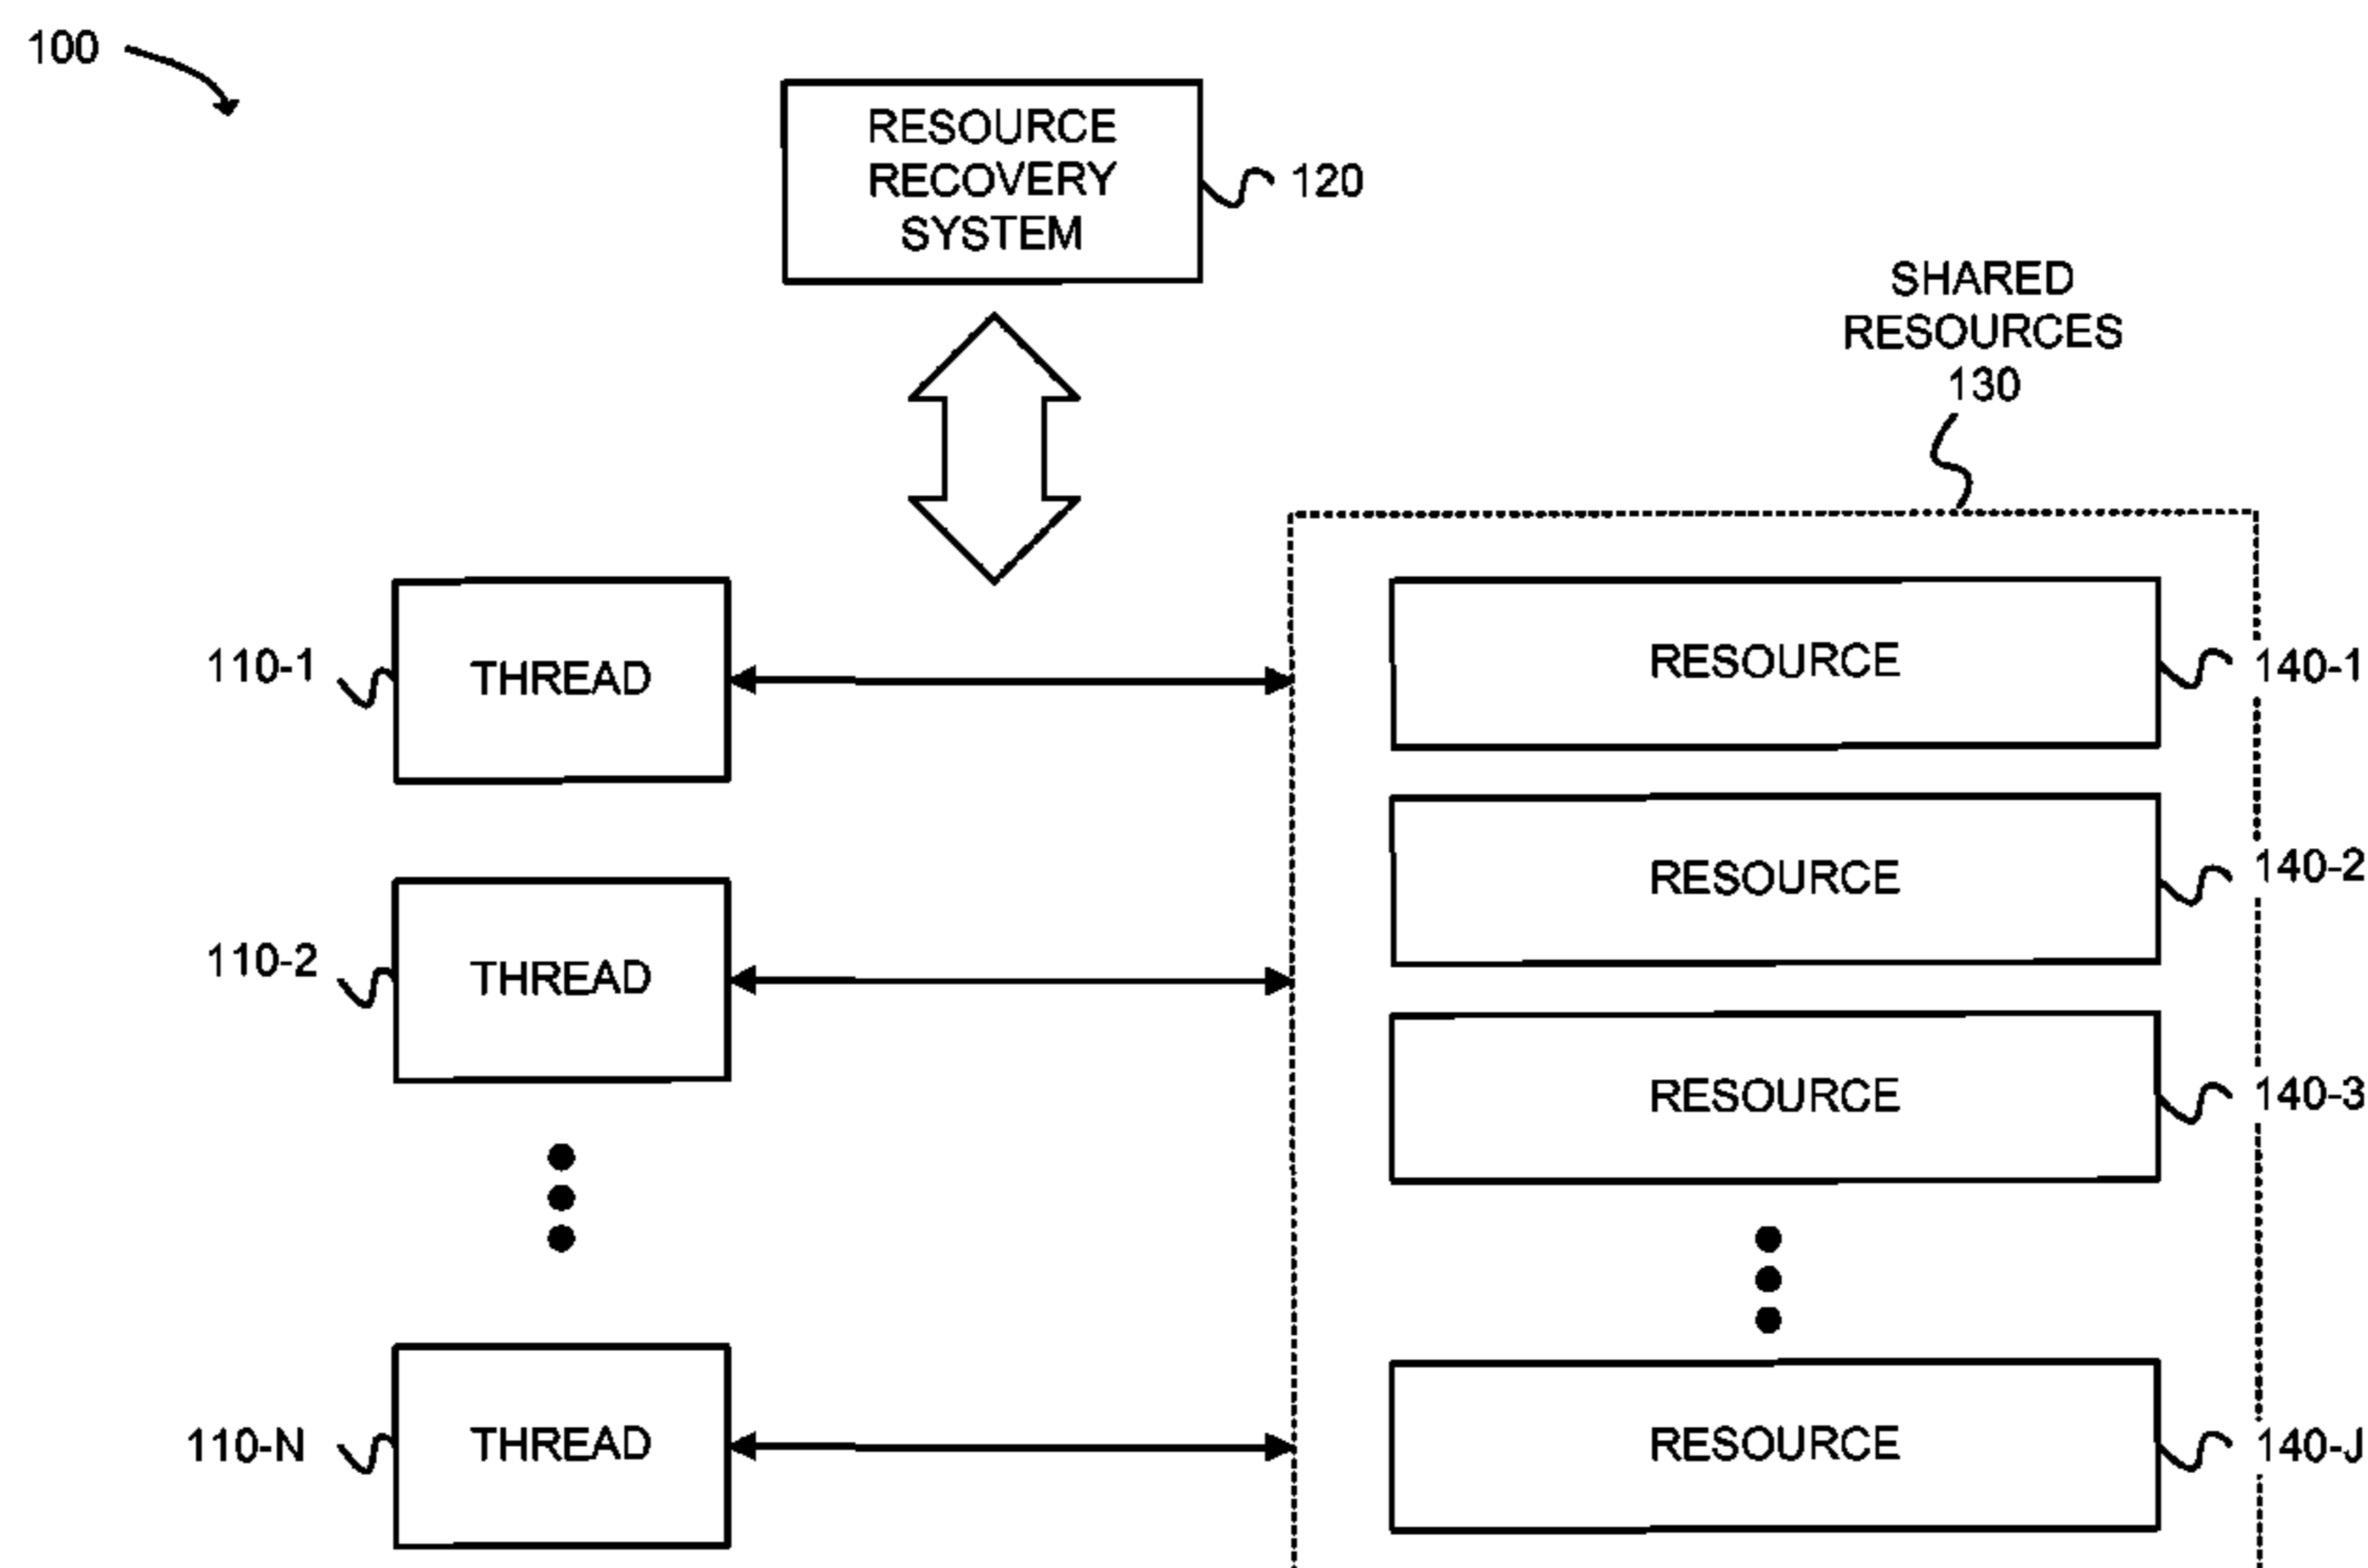 100
RESOURCE
RECOVERY
SYSTEM
120
SHARED
RESOURCES
130
110-1
THREAD
RESOURCE
140-1
110-2
THREAD
RESOURCE
140-2
RESOURCE
140-3
110-N
THREAD
RESOURCE
140-J